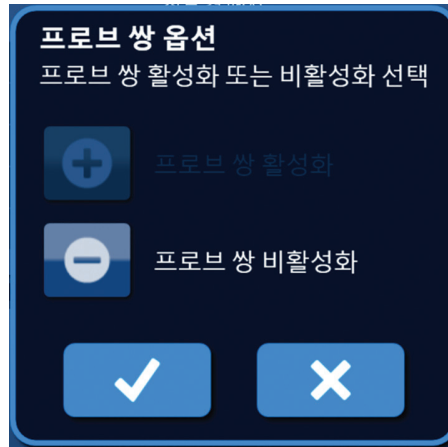 프로브 쌍 옵션
프로브 쌍 활성화 또는 비활성화 선택
프로브 쌍 활성화
프로브 쌍 비활성화